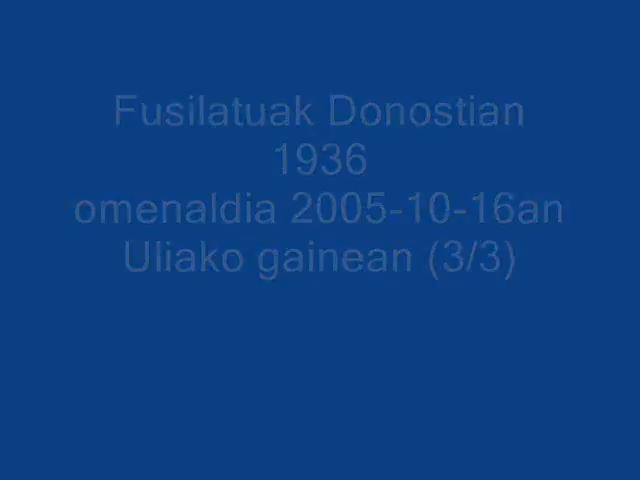 Fusilatuak Donostian
1936
omenaldia 2005-10-16an
Uliako gainean (3/3)